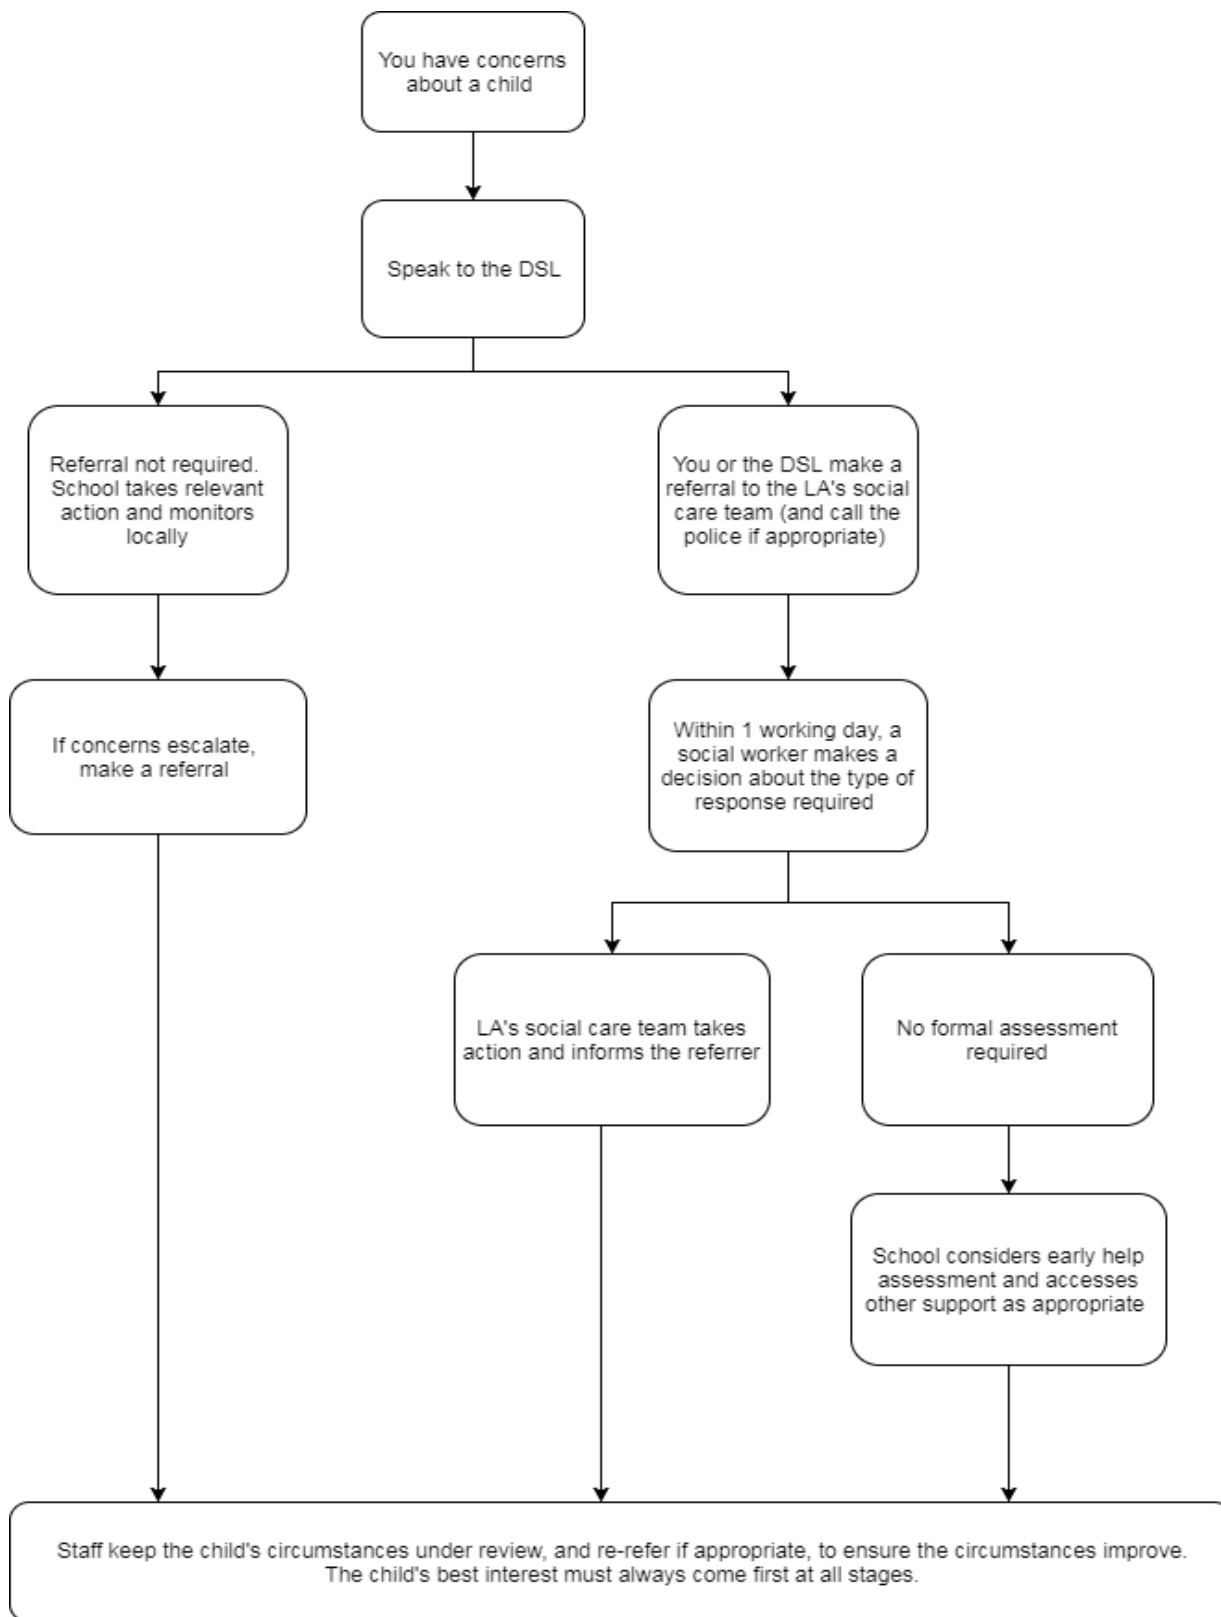 You have concerns
about a child
Speak to the DSL
Referral not required.
School takes relevant
action and monitors
locally
You or the DSL make a
referral to the LA's social
care team (and call the
police if appropriate)
If concerns escalate,
make a referral
Within 1 working day, a
social worker makes a
decision about the type of
response required
LA's social care team takes
action and informs the referrer
No formal assessment
required
School considers early help
assessment and accesses
other support as appropriate
Staff keep the child's circumstances under review, and re-refer if appropriate, to ensure the circumstances improve.
The child's best interest must always come first at all stages.